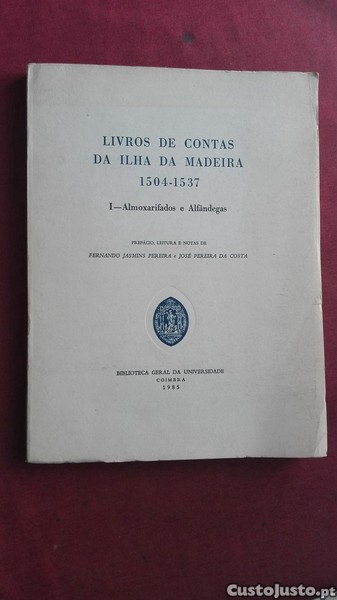 LIVROS DE CONTAS
DA ILHA DA MADEIRA
1504-1537
I—Almoxarifados e Alfândegas
PREFÁCIO, LEITURA E NOTAS DE
FERNANDO JASMINS PEREIRA e JOSÉ PEREIRA DA COSTA
BIBLIOTECA GERAL DA UNIVERSIDADE
COIMBRA
1985
CustoJusto.pt